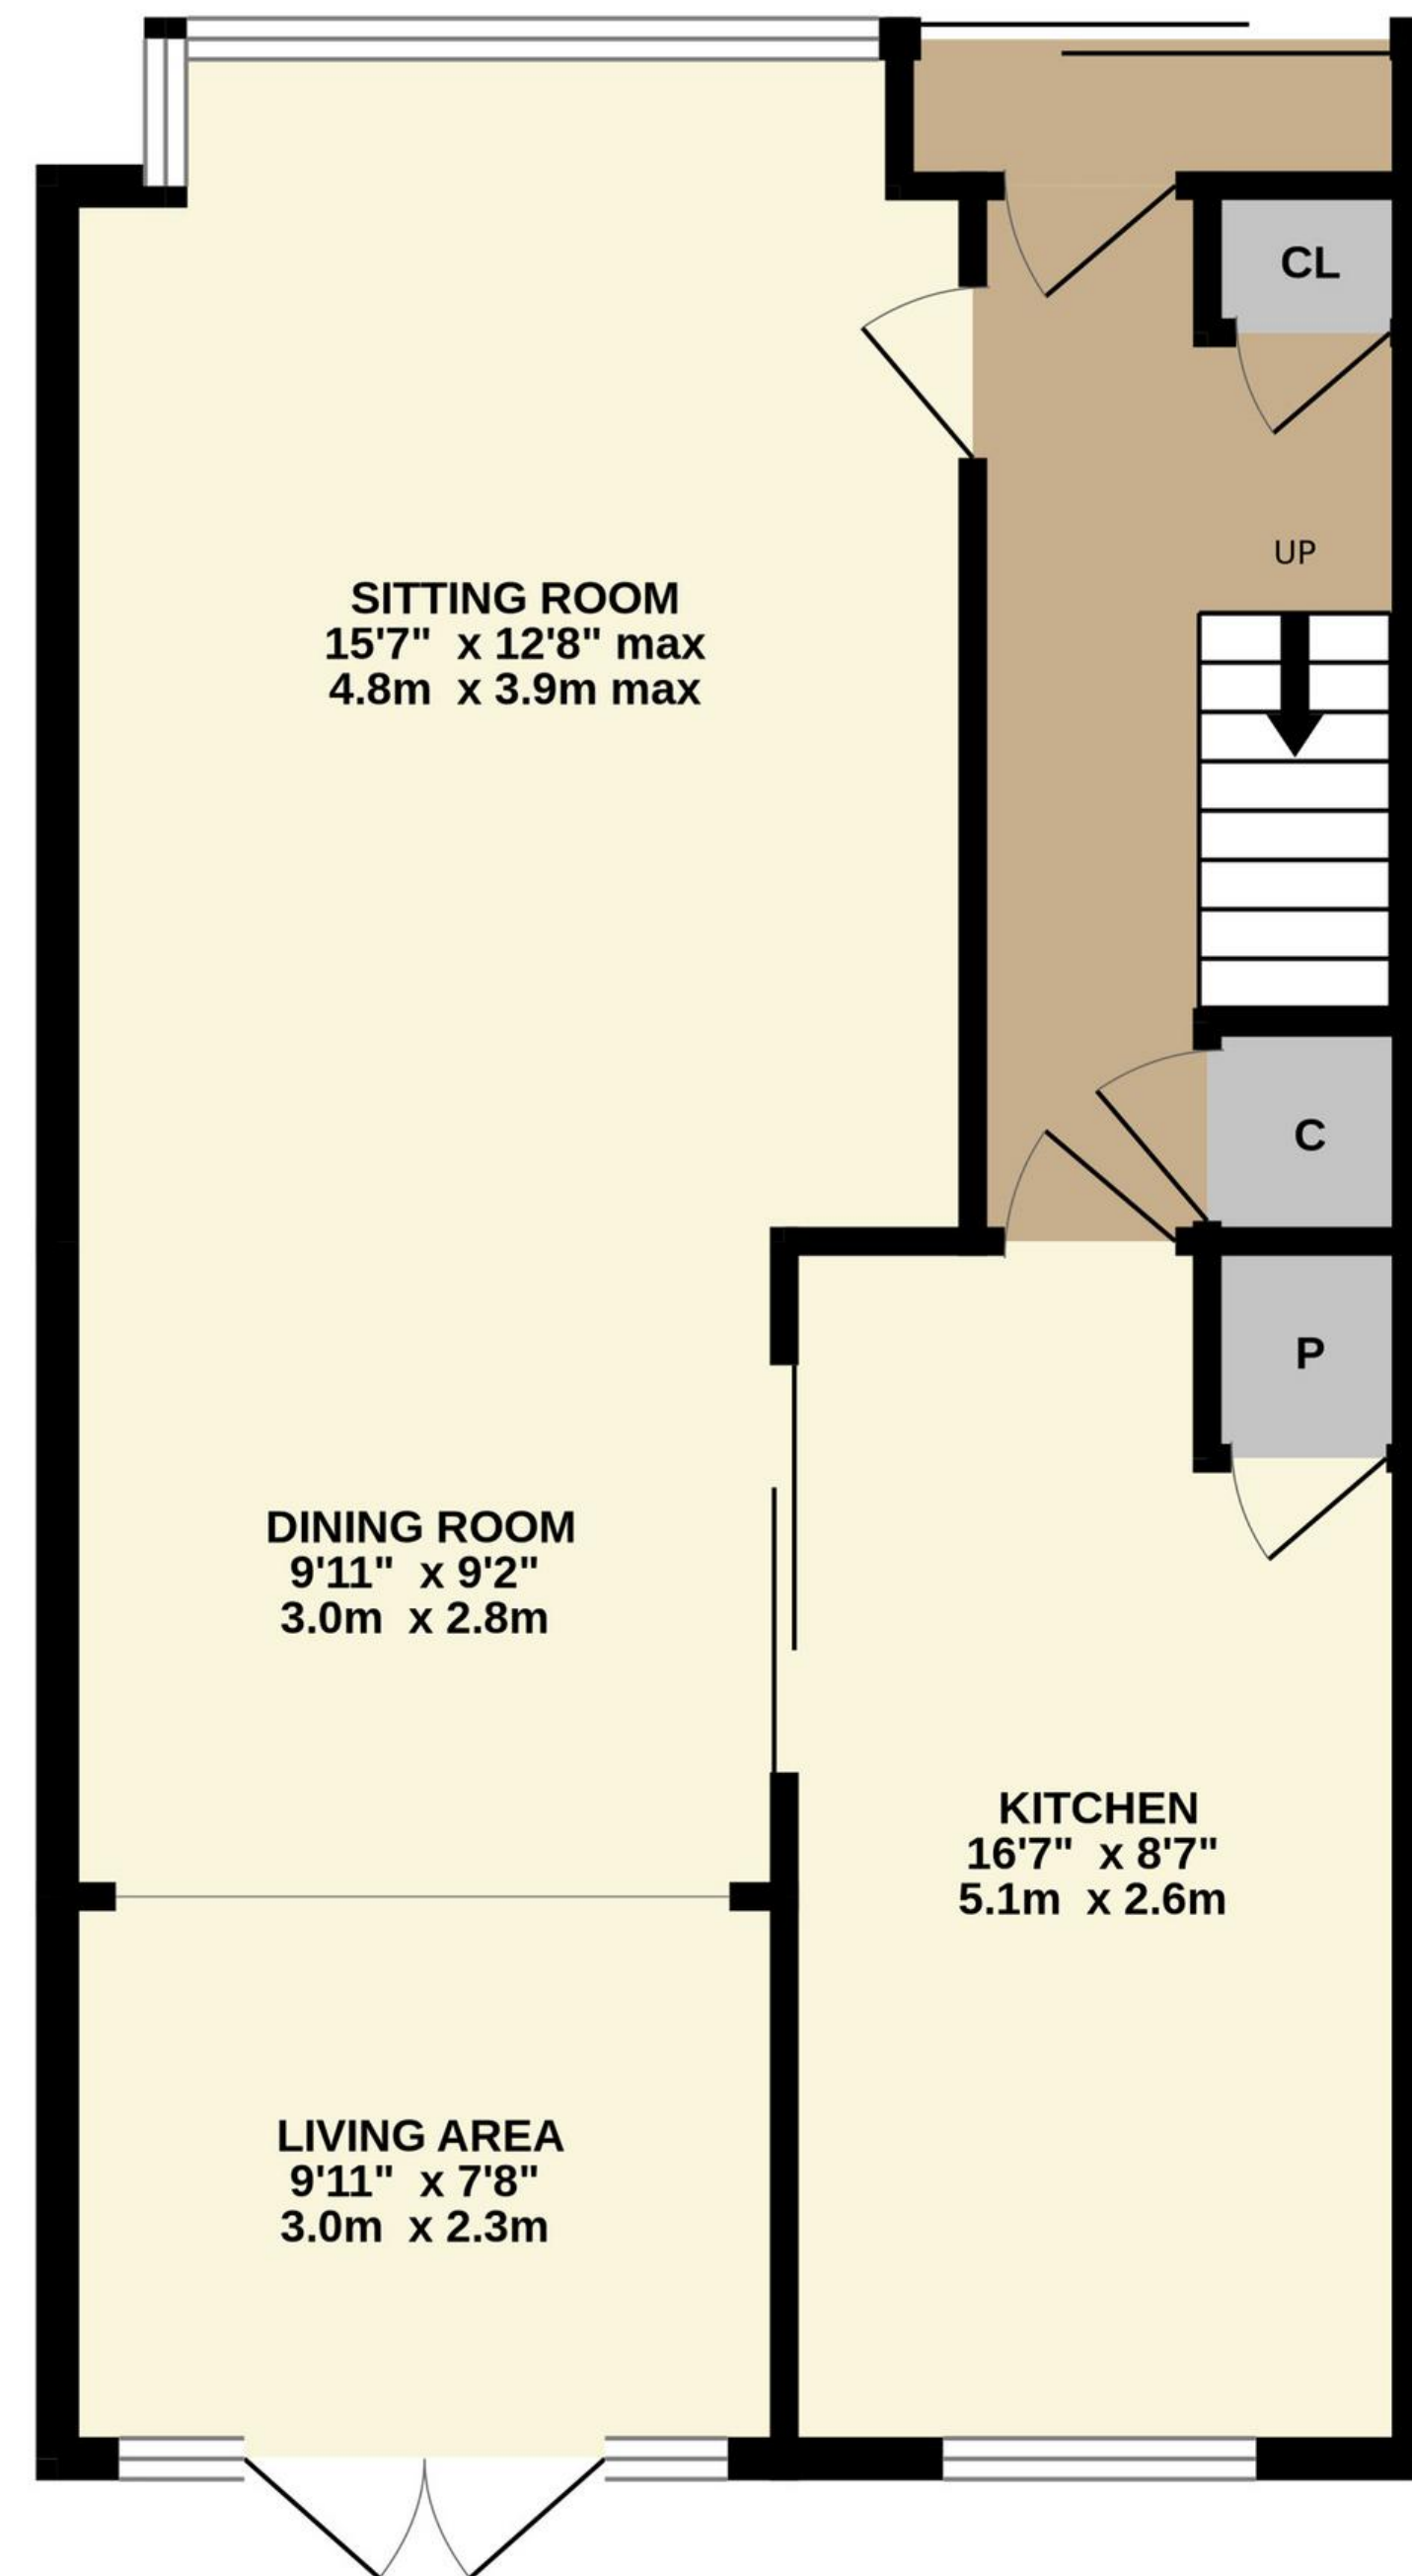 CL
UP
SITTING ROOM
15'7" x 12'8" max
4.8m x 3.9m max
C
P
DINING ROOM
9'11" x 9'2"
3.0m x 2.8m
KITCHEN
16'7" x 8'7"
5.1m x 2.6m
LIVING AREA
9'11" x 7'8"
3.0m x 2.3m